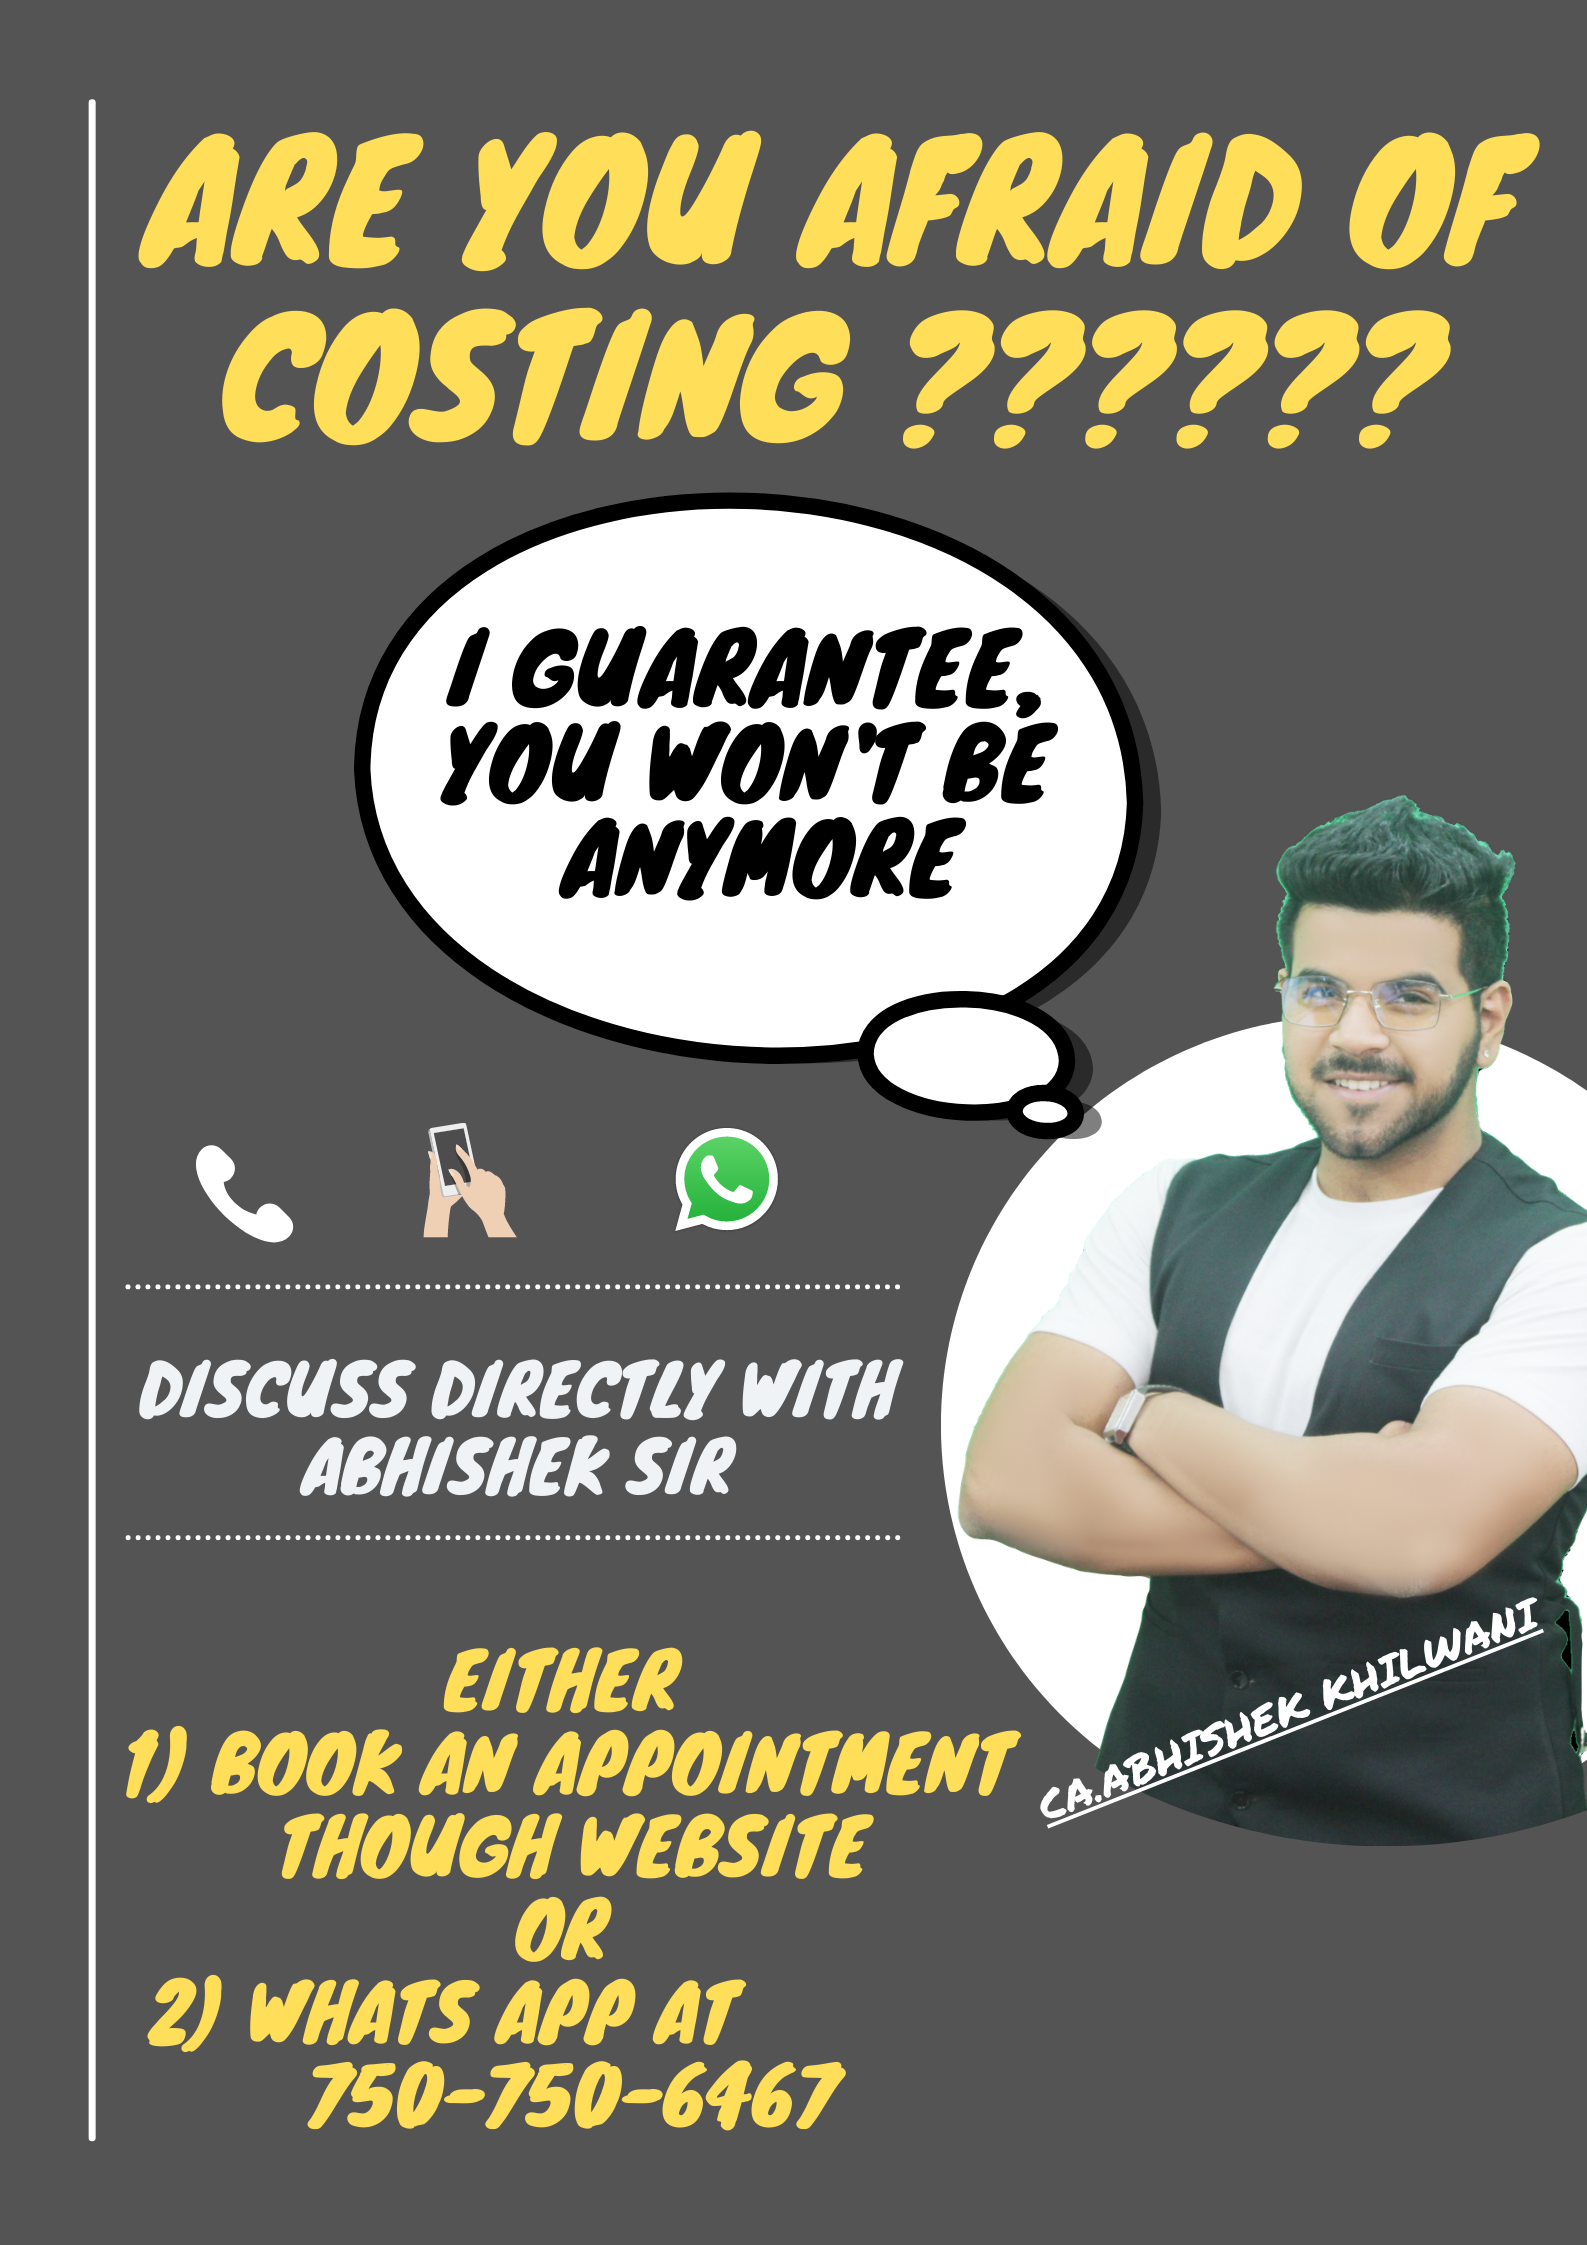 ARE YOU AFRAID OF
COSTING ??????
I GUARANTEE,
YOU WON'T BE
ANYMORE
DISCUSS DIRECTLY WITH
ABHISHEK SIR
CA.ABHISHEK KHILWANI
EITHER
1) BOOK AN APPOINTMENT
THOUGH WEBSITE
OR
2) WHATS APP AT
750-750-6467